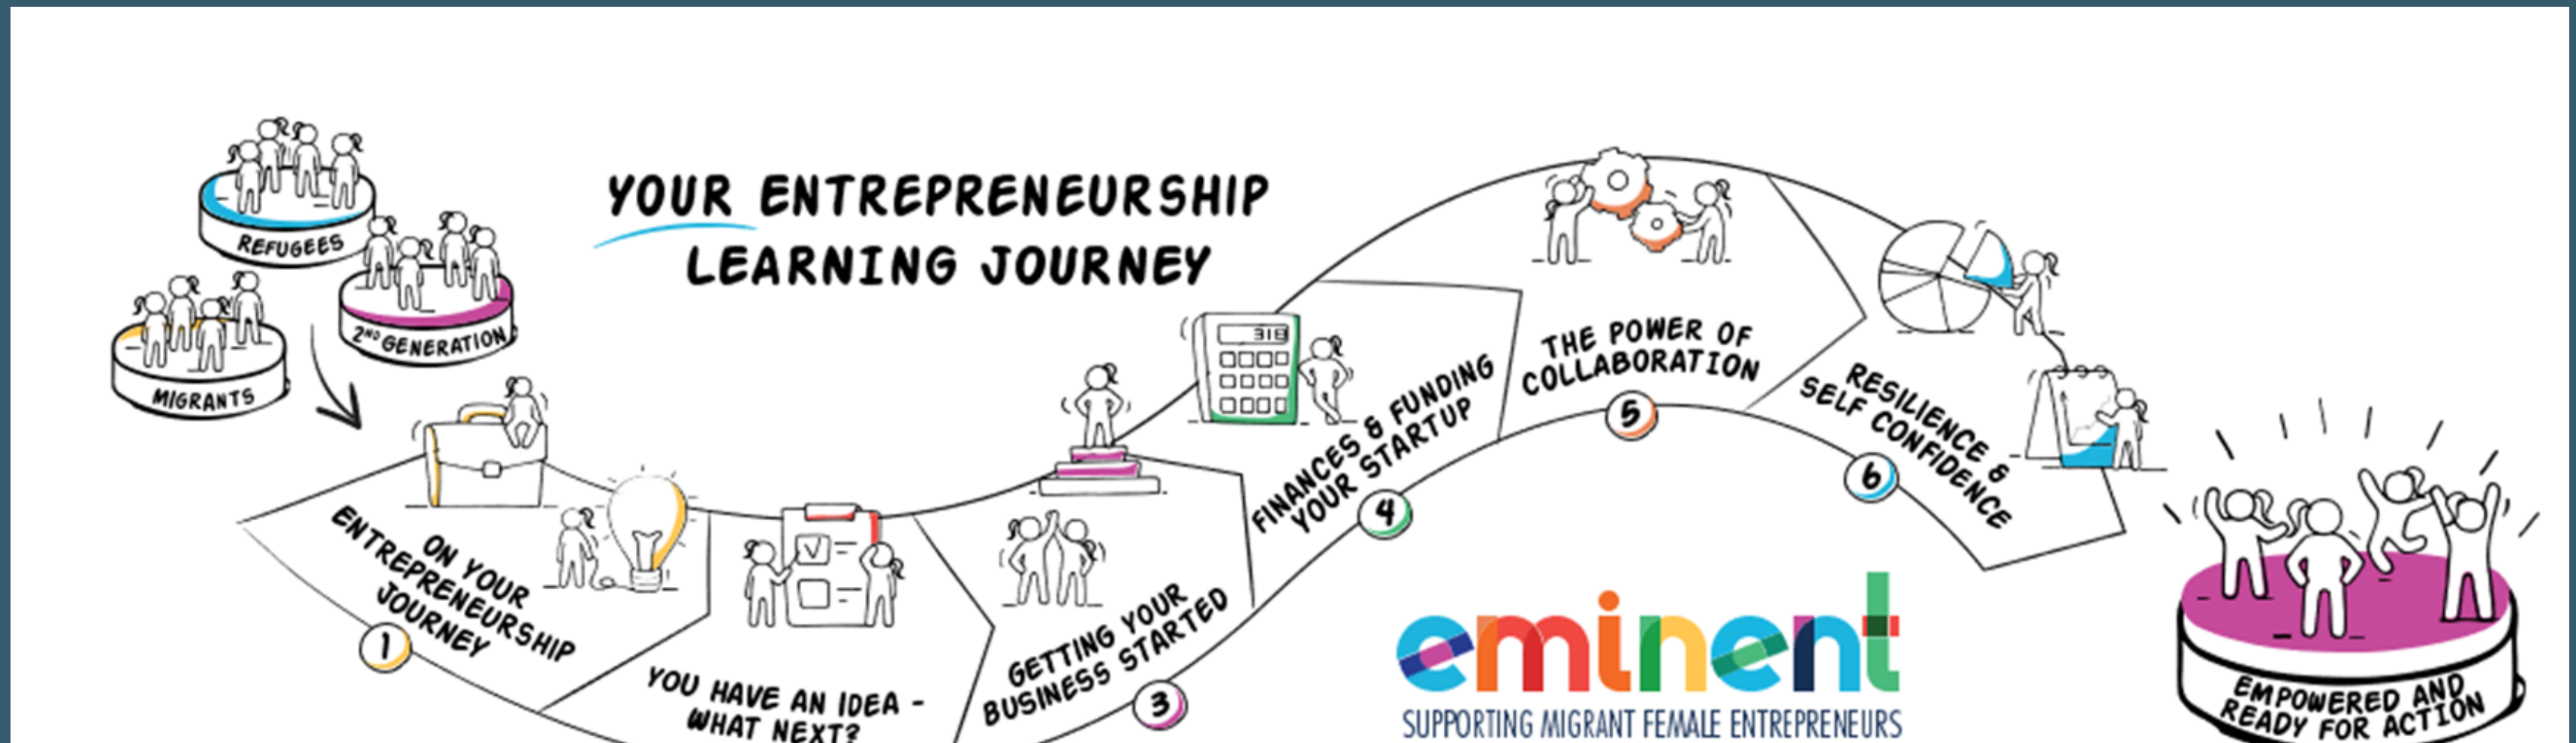 REFUGEES
2ND GENERATION
MIGRANTS
YOUR ENTREPRENEURSHIP
LEARNING JOURNEY
ON YOUR
ENTREPRENEURSHIP
JOURNEY
1
YOU HAVE AN IDEA -
WHAT NEXT?
GETTING YOUR
BUSINESS STARTED
3
318
FINANCES & FUNDING
YOUR STARTUP
4
THE POWER OF
COLLABORATION
5
RESILIENCE &
SELF CONFIDENCE
6
eminent
SUPPORTING MIGRANT FEMALE ENTREPRENEURS
EMPOWERED AND
READY FOR ACTION